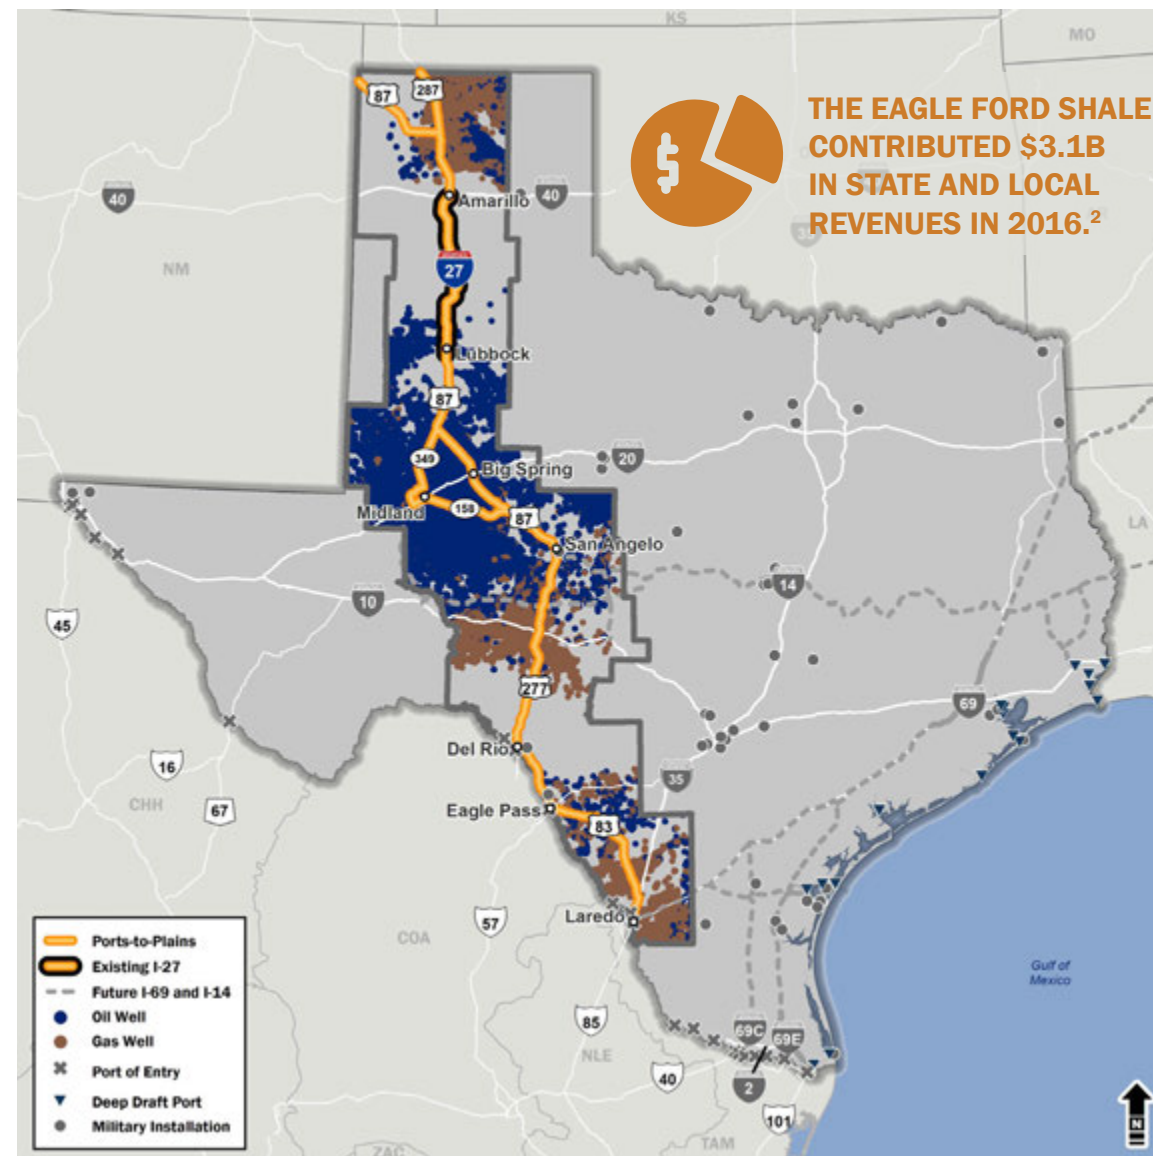 KS
MO
THE EAGLE FORD SHALE
CONTRIBUTED $3.1B
IN STATE AND LOCAL
REVENUES IN 2016.2
$
87
287
40
Amarillo
40
NM
27
Lubbock
87
349
Big Spring
20
Midland
158
87
San Angelo
LA
14
10
45
277
69
Del Rio
16
35
CHH
67
Eagle Pass
83
Laredo
57
COA
Gulf of
Mexico
85
69C
69E
NLE
40
2
101
TAM
ZAC
N
Ports-to-Plains
Existing I-27
Future I-69 and I-14
Oil Well
Gas Well
Port of Entry
Deep Draft Port
Military Installation